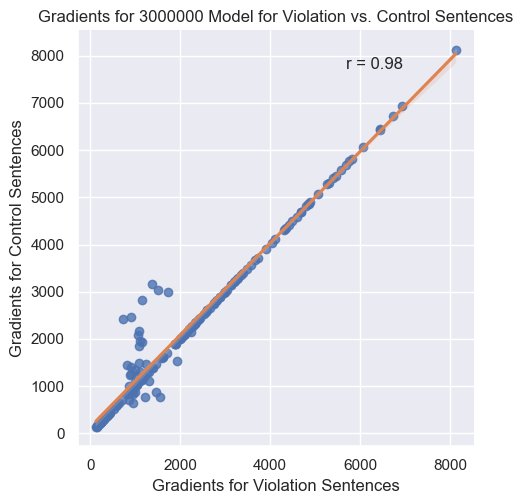 Gradients for 3000000 Model for Violation vs. Control Sentences
r = 0.98
8000
7000
6000
5000
4000
3000
2000
1000
0
Gradients for Control Sentences
0 2000 4000 6000 8000
Gradients for Violation Sentences